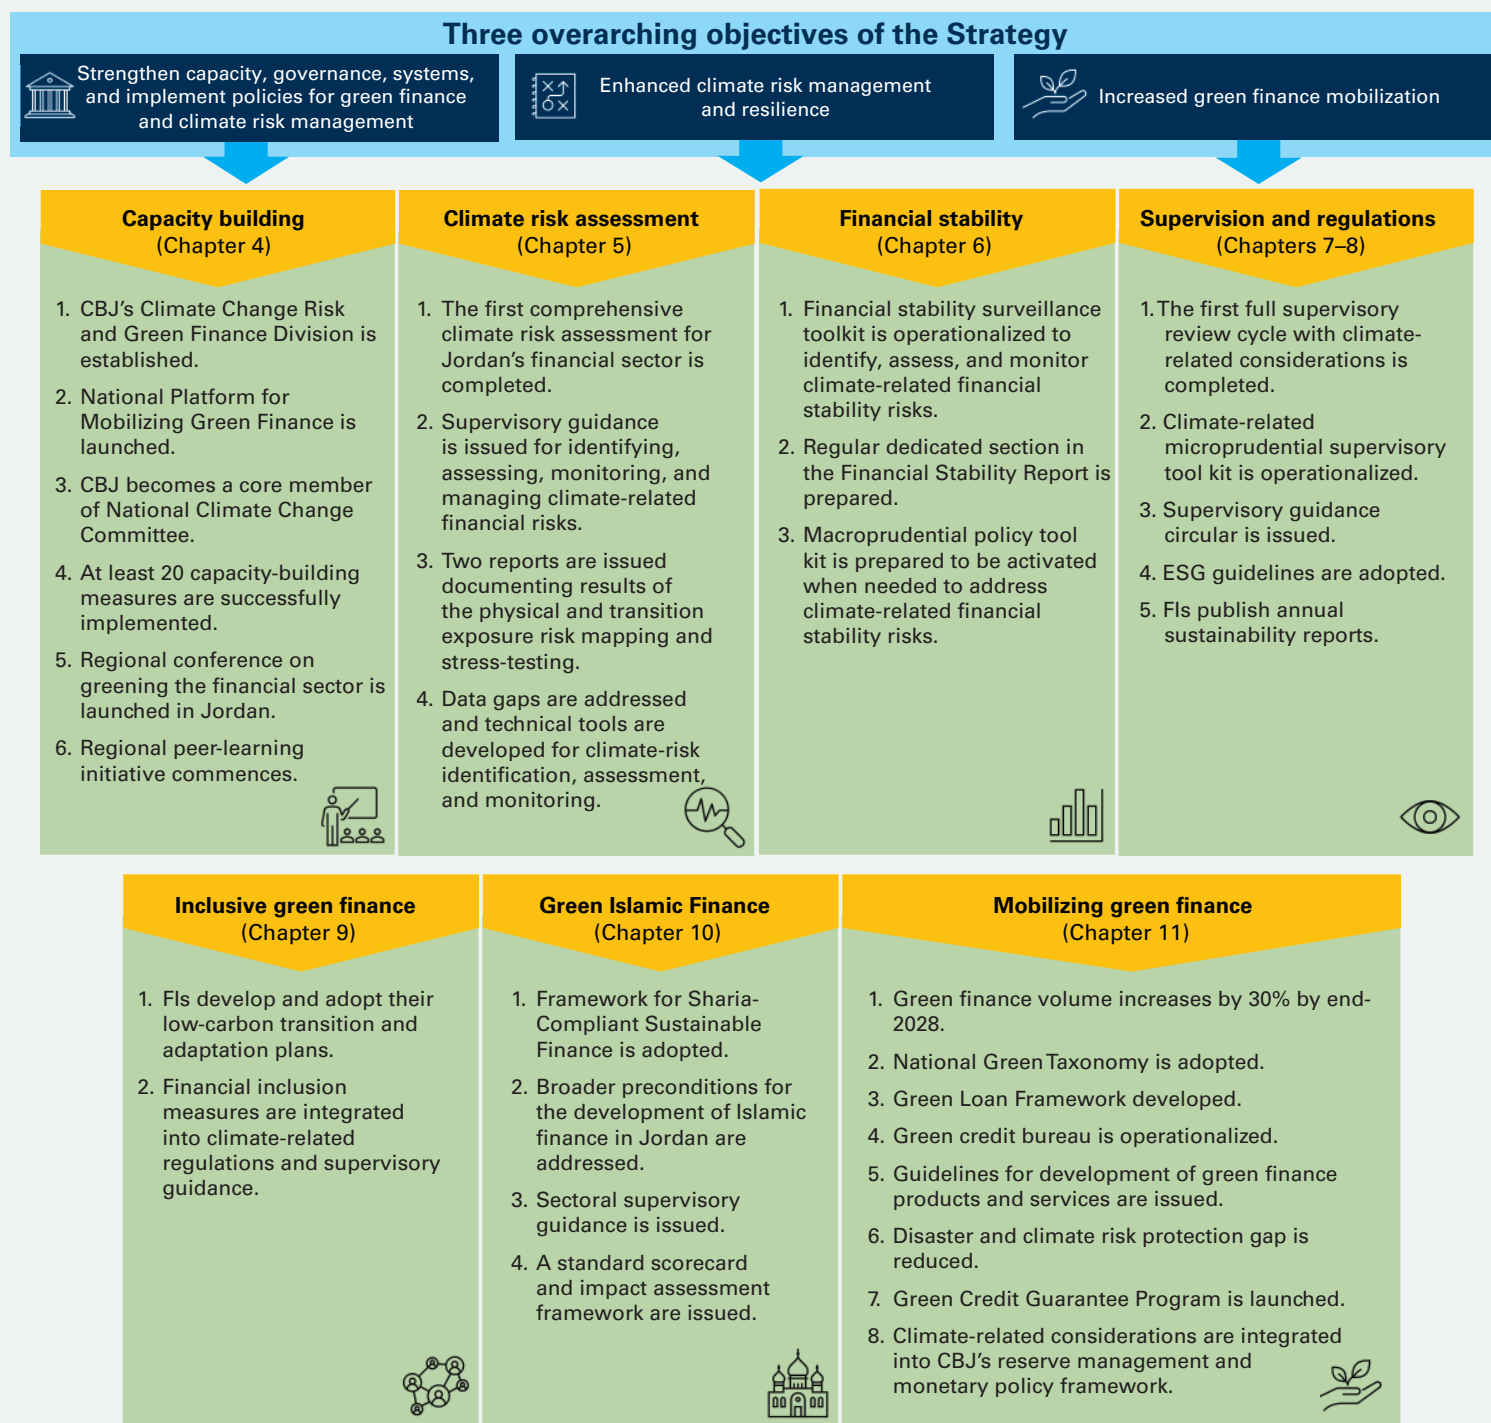 Three overarching objectives of the Strategy
Strengthen capacity, governance, systems,
and implement policies for green finance
and climate risk management
Enhanced climate risk management
and resilience
Increased green finance mobilization
Capacity building
(Chapter 4)
1. CBJ’s Climate Change Risk
and Green Finance Division is
established.
2. National Platform for
Mobilizing Green Finance is
launched.
3. CBJ becomes a core member
of National Climate Change
Committee.
4. At least 20 capacity-building
measures are successfully
implemented.
5. Regional conference on
greening the financial sector is
launched in Jordan.
6. Regional peer-learning
initiative commences.
Climate risk assessment
(Chapter 5)
1. The first comprehensive
climate risk assessment for
Jordan’s financial sector is
completed.
2. Supervisory guidance
is issued for identifying,
assessing, monitoring, and
managing climate-related
financial risks.
3. Two reports are issued
documenting results of
the physical and transition
exposure risk mapping and
stress-testing.
4. Data gaps are addressed
and technical tools are
developed for climate-risk
identification, assessment,
and monitoring.
Financial stability
(Chapter 6)
1. Financial stability surveillance
toolkit is operationalized to
identify, assess, and monitor
climate-related financial
stability risks.
2. Regular dedicated section in
the Financial Stability Report is
prepared.
3. Macroprudential policy tool
kit is prepared to be activated
when needed to address
climate-related financial
stability risks.
Supervision and regulations
(Chapters 7–8)
1. The first full supervisory
review cycle with climate-
related considerations is
completed.
2. Climate-related
microprudential supervisory
tool kit is operationalized.
3. Supervisory guidance
circular is issued.
4. ESG guidelines are adopted.
5. FIs publish annual
sustainability reports.
Inclusive green finance
(Chapter 9)
1. FIs develop and adopt their
low-carbon transition and
adaptation plans.
2. Financial inclusion
measures are integrated
into climate-related
regulations and supervisory
guidance.
Green Islamic Finance
(Chapter 10)
1. Framework for Sharia-
Compliant Sustainable
Finance is adopted.
2. Broader preconditions for
the development of Islamic
finance in Jordan are
addressed.
3. Sectoral supervisory
guidance is issued.
4. A standard scorecard
and impact assessment
framework are issued.
Mobilizing green finance
(Chapter 11)
1. Green finance volume increases by 30% by end-
2028.
2. National Green Taxonomy is adopted.
3. Green Loan Framework developed.
4. Green credit bureau is operationalized.
5. Guidelines for development of green finance
products and services are issued.
6. Disaster and climate risk protection gap is
reduced.
7. Green Credit Guarantee Program is launched.
8. Climate-related considerations are integrated
into CBJ’s reserve management and
monetary policy framework.